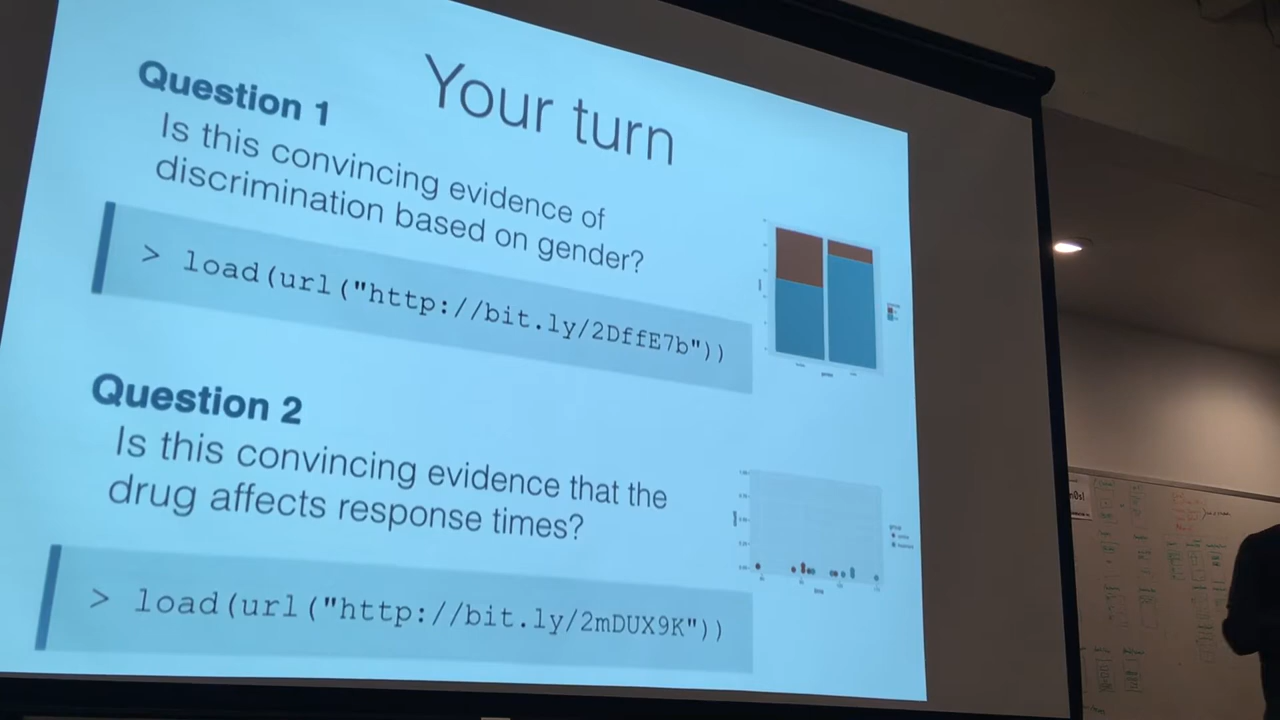 Your turn
Question 1
Is this convincing evidence of
discrimination based on gender?
> load(url("http://bit.ly/2DffE7b"))
Question 2
Is this convincing evidence that the
drug affects response times?
> load(url("http://bit.ly/2mDUX9K"))